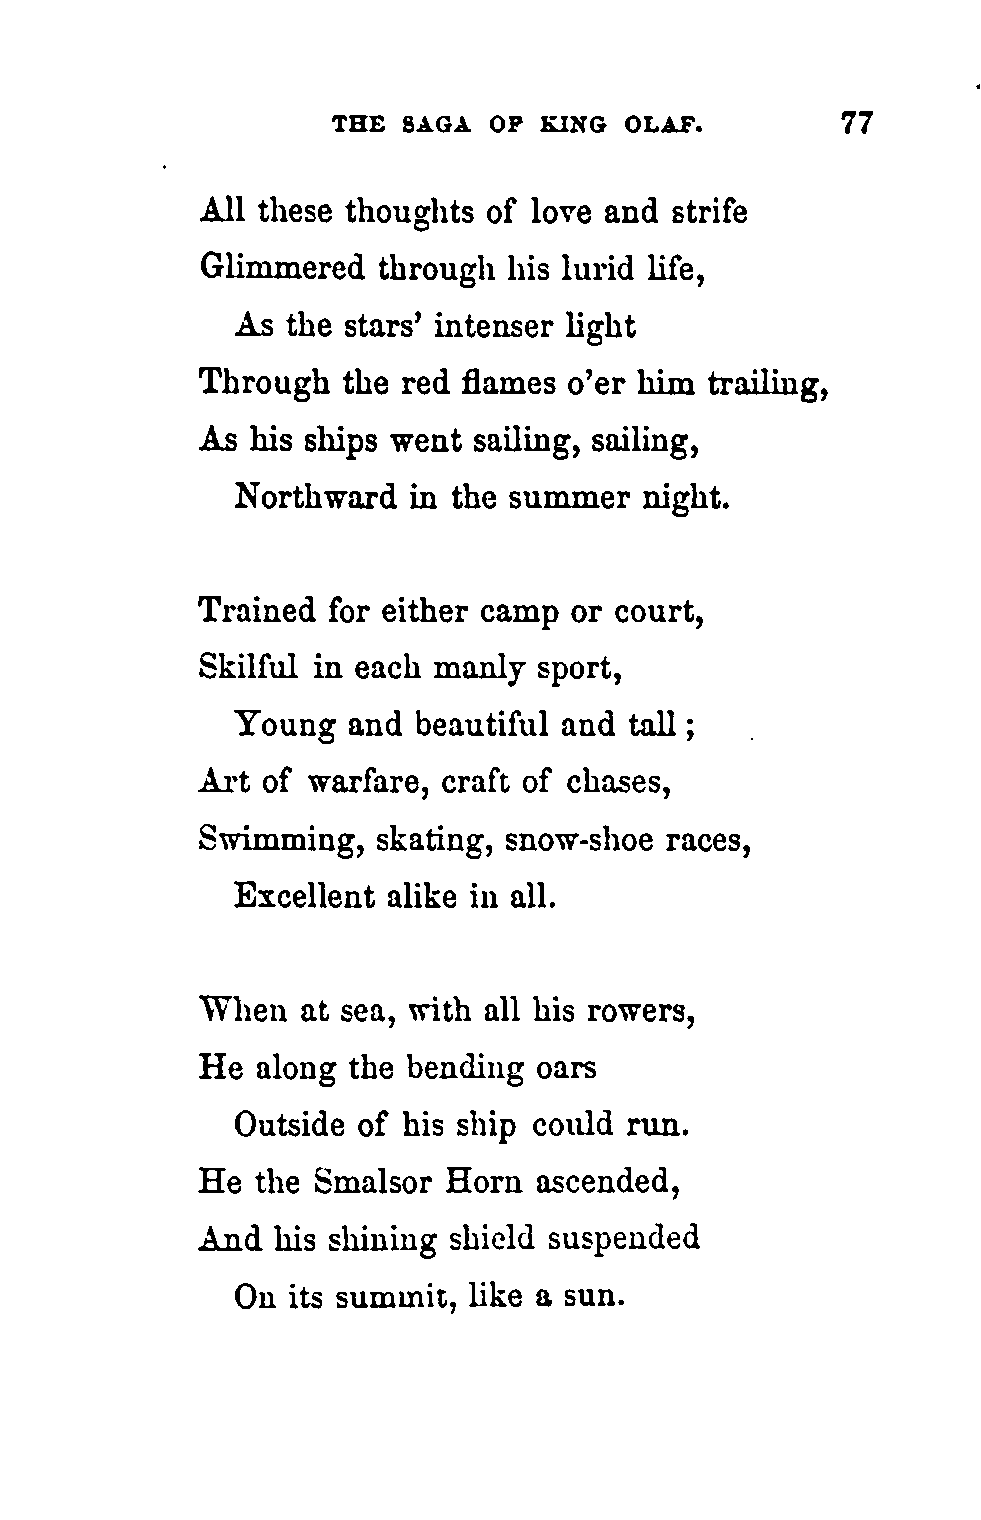 THE SAGA OF KING OLAF. 77
All these thoughts of love and strife
Glimmered through his lurid life,
As the stars’ intenser light
Through the red flames o’er him trailing,
As his ships went sailing, sailing,
Northward in the summer night.
Trained for either camp or court,
Skilful in each manly sport,
Young and beautiful and tall ;
Art of warfare, craft of chases,
Swimming, skating, snow-shoe races,
Excellent alike in all.
When at sea, with all his rowers,
He along the bending oars
Outside of his ship could run.
He the Smalsor Horn ascended,
And his shining shield suspended
On its summit, like a sun.